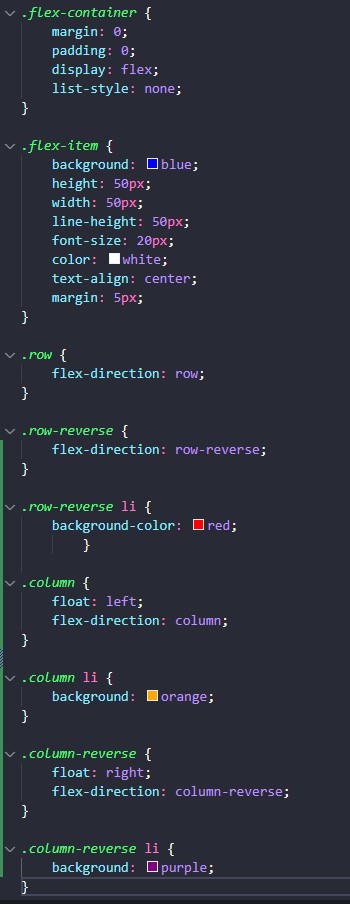 .flex-container {
    margin: 0;
    padding: 0;
    display: flex;
    list-style: none;
}

.flex-item {
    background: blue;
    height: 50px;
    width: 50px;
    line-height: 50px;
    font-size: 20px;
    color: white;
    text-align: center;
    margin: 5px;
}

.row {
    flex-direction: row;
}

.row-reverse {
    flex-direction: row-reverse;
}

.row-reverse li {
    background-color: red;
        }

.column {
    float: left;
    flex-direction: column;
}

.column li {
    background: orange;
}

.column-reverse {
    float: right;
    flex-direction: column-reverse;
}

.column-reverse li {
    background: purple;
}